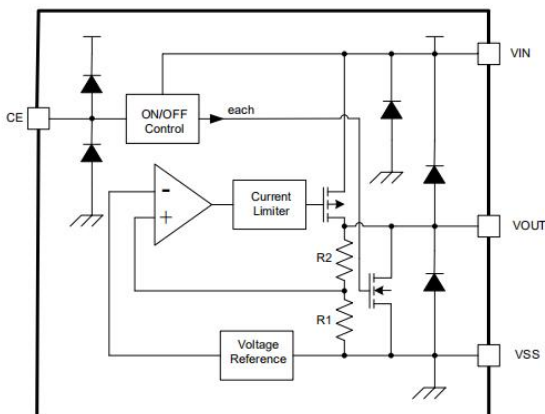 VIN
CE
ON/OFF
Control
each
-
+
Current
Limiter
VOUT
R2
R1
Voltage
Reference
VSS